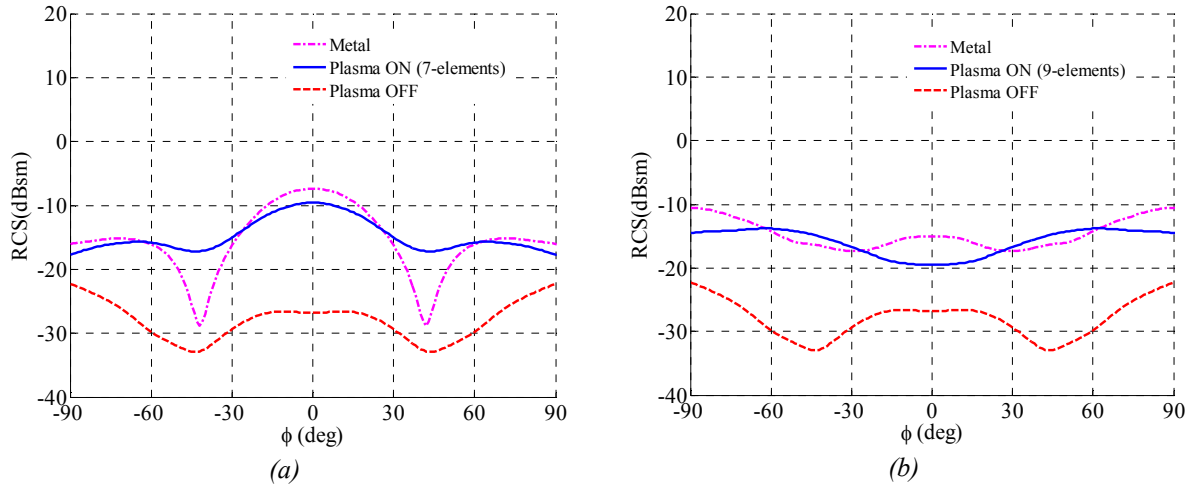 20
10
0
-10
-20
-30
-40
RCS(dBsm)
Metal
Plasma ON (7-elements)
Plasma OFF
-90 -60 -30 0 30 60 90
ϕ (deg)
(a)
20
10
0
-10
-20
-30
-40
RCS(dBsm)
Metal
Plasma ON (9-elements)
Plasma OFF
-90 -60 -30 0 30 60 90
ϕ (deg)
(b)